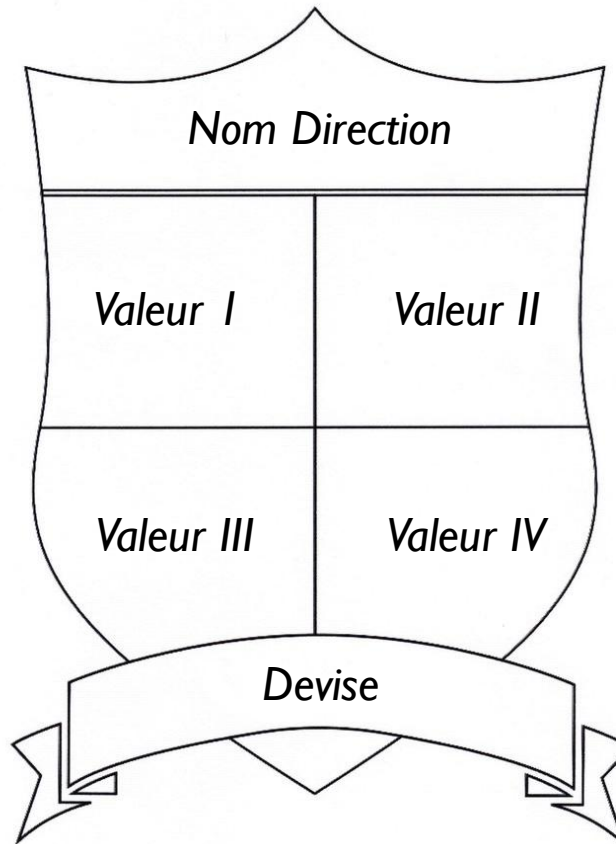 Nom Direction
Valeur I
Valeur II
Valeur III
Valeur IV
Devise